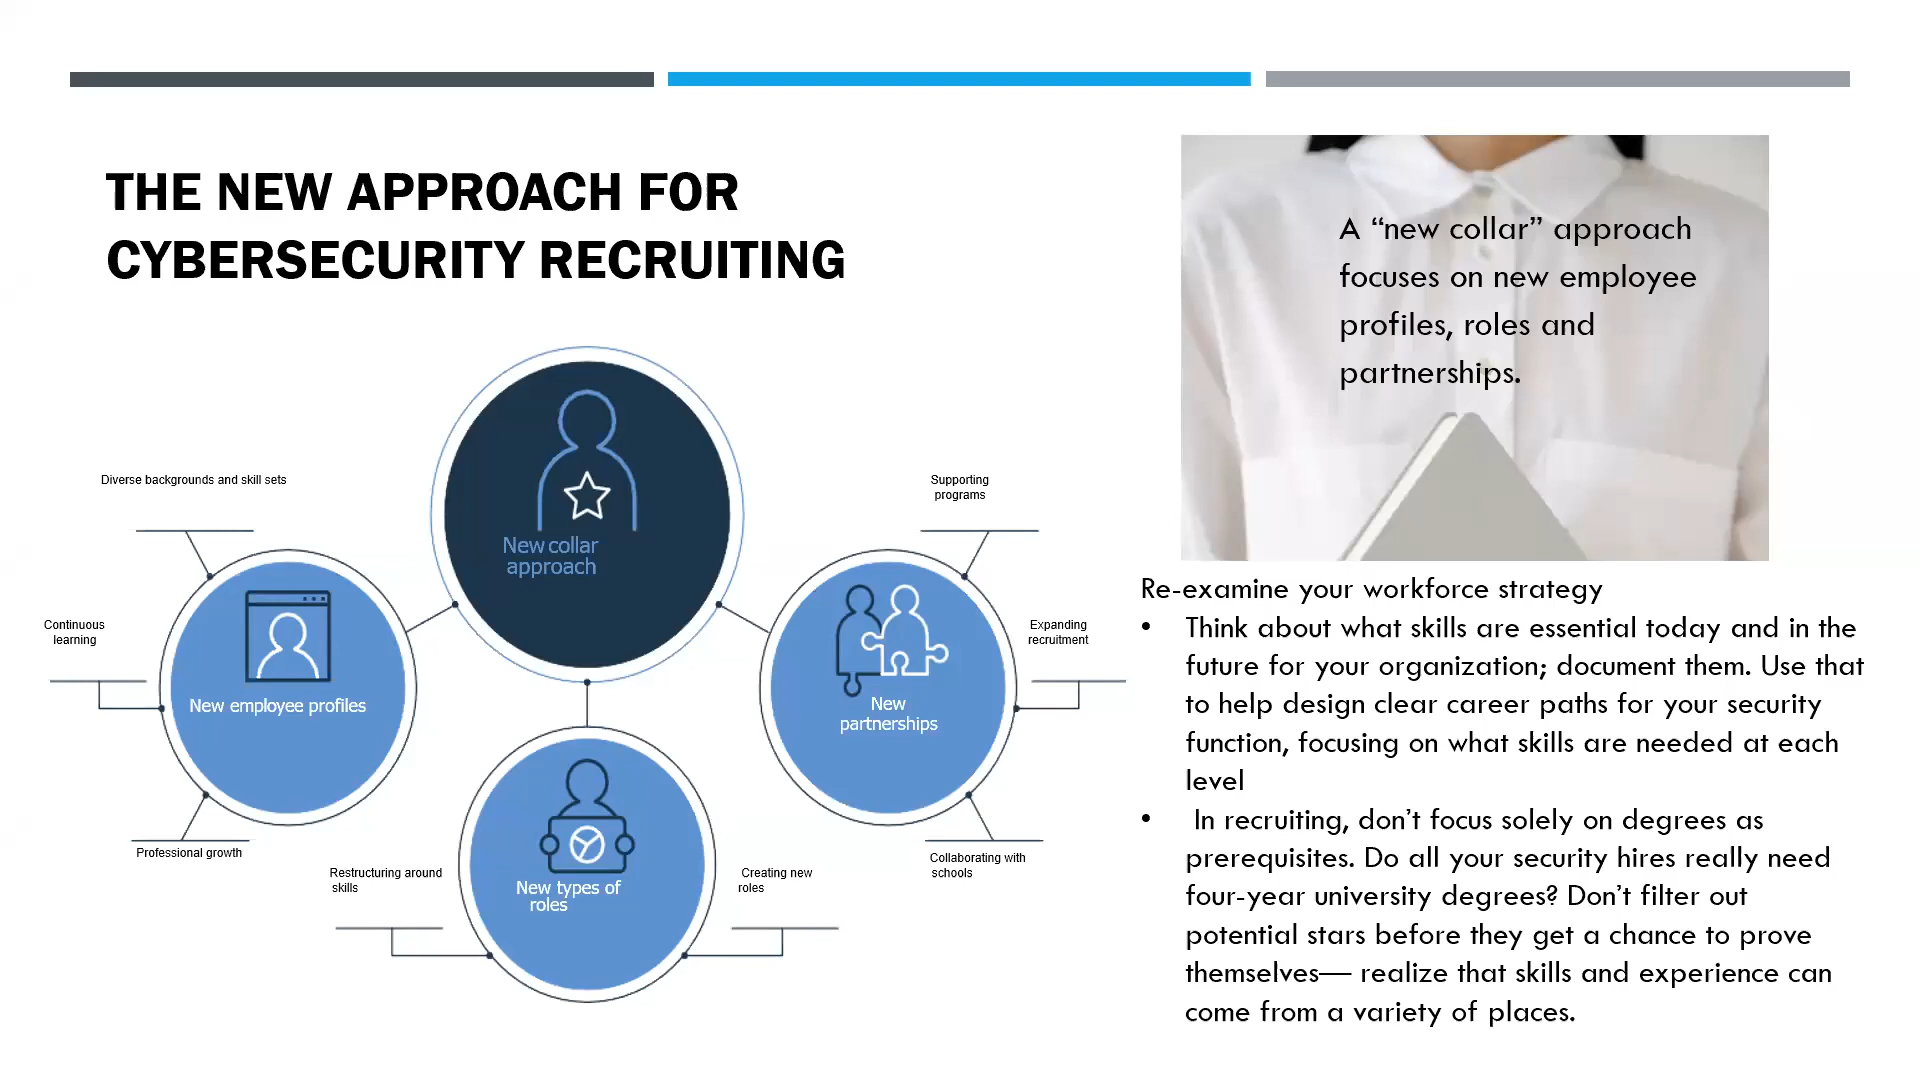 THE NEW APPROACH FOR
CYBERSECURITY RECRUITING
A “new collar” approach
focuses on new employee
profiles, roles and
partnerships.
New collar
approach
Diverse backgrounds and skill sets
Continuous
learning
New employee profiles
Professional growth
Restructuring around
skills
New types of
roles
Creating new
roles
Supporting
programs
Expanding
recruitment
New
partnerships
Collaborating with
schools
Re-examine your workforce strategy
• Think about what skills are essential today and in the
future for your organization; document them. Use that
to help design clear career paths for your security
function, focusing on what skills are needed at each
level
• In recruiting, don’t focus solely on degrees as
prerequisites. Do all your security hires really need
four-year university degrees? Don’t filter out
potential stars before they get a chance to prove
themselves— realize that skills and experience can
come from a variety of places.